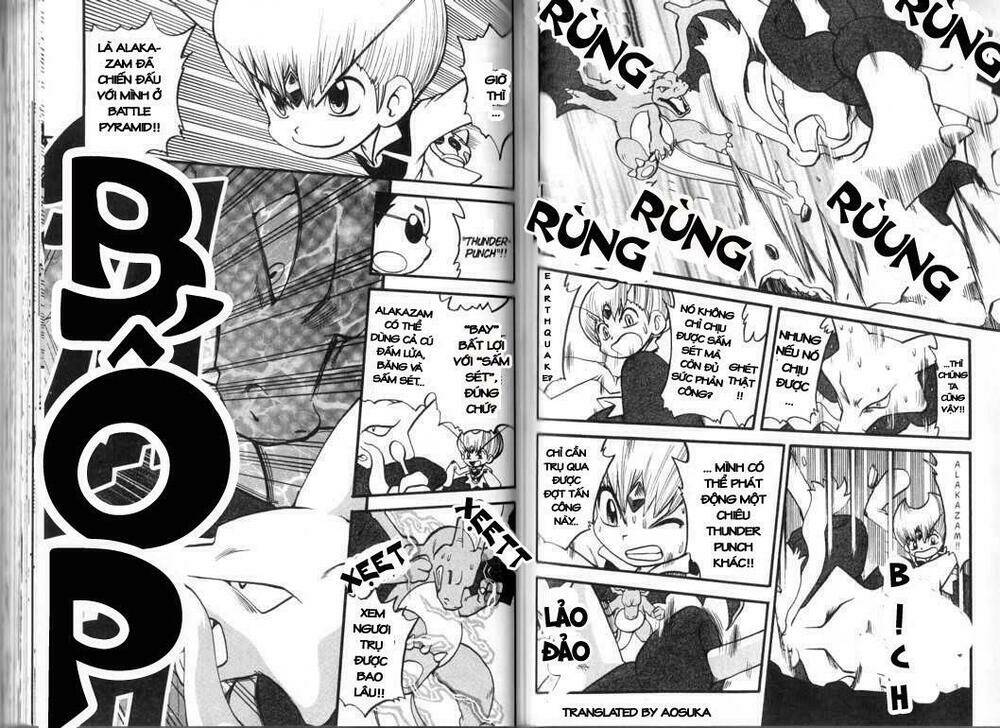 LÀ ALAKA-
ZAM ĐÃ
CHIẾN ĐẤU
VỚI MÌNH Ở
BATTLE
PYRAMID!!
GIỜ
THÌ
...
BỐP
"THUNDER-
PUNCH"!!
ALAKAZAM
CÓ THỂ
DÙNG CẢ CÚ
ĐẤM LỬA,
BĂNG VÀ
SẤM SÉT...
"BAY"
BẤT LỢI
VỚI "SẤM
SÉT",
ĐÚNG
CHỨ?
XẸET
XEETT
XEM
NGƯƠI
TRỤ ĐƯỢC
BAO
LÂU!!
RÙNG
RÙNG
RÙNG
RÙNG
RÙUNG
EARTHQUAKE?
NÓ KHÔNG
CHỈ CHỊU
ĐƯỢC SẤM
SÉT MÀ
CÒN ĐỦ
SỨC PHẢN
CÔNG?
GHÉT
THẬT
!!
NHƯNG
NẾU NÓ
CHỊU
ĐƯỢC
...
...THÌ
CHÚNG
TA
CŨNG
VẬY!!
CHỈ CẦN
TRỤ QUA
ĐƯỢC
ĐỢT TẤN
CÔNG
NÀY...
... MÌNH CÓ
THỂ PHÁT
ĐỘNG MỘT
CHIÊU
THUNDER
PUNCH
KHÁC!!
ALAKAZAM!!
LẢO
ĐẢO
BỊCH
TRANSLATED BY AOSUKA